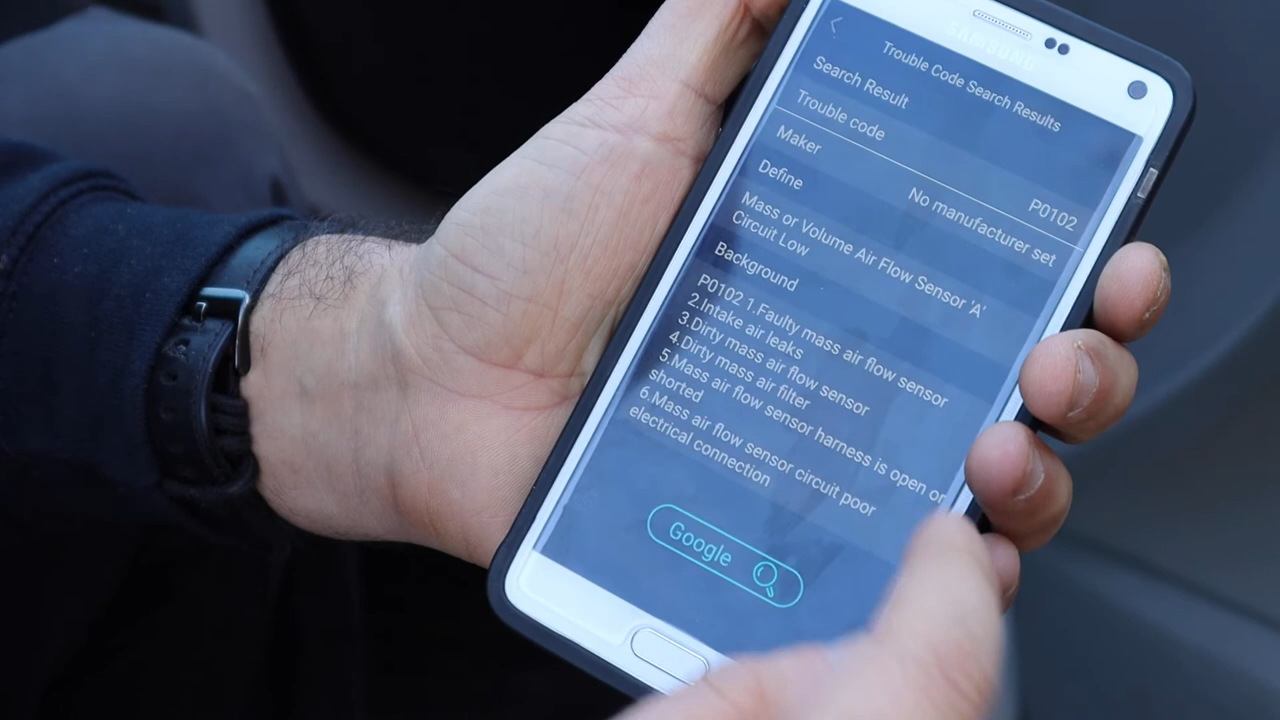 SAMSUNG
Trouble Code Search Results
Search Result
Trouble code
P0102
Maker
No manufacturer set
Define
Mass or Volume Air Flow Sensor 'A'
Circuit Low
Background
P0102 1.Faulty mass air flow sensor
2.Intake air leaks
3.Dirty mass air flow sensor
4.Dirty mass air filter
5.Mass air flow sensor harness is open or
shorted
6.Mass air flow sensor circuit poor
electrical connection
Google